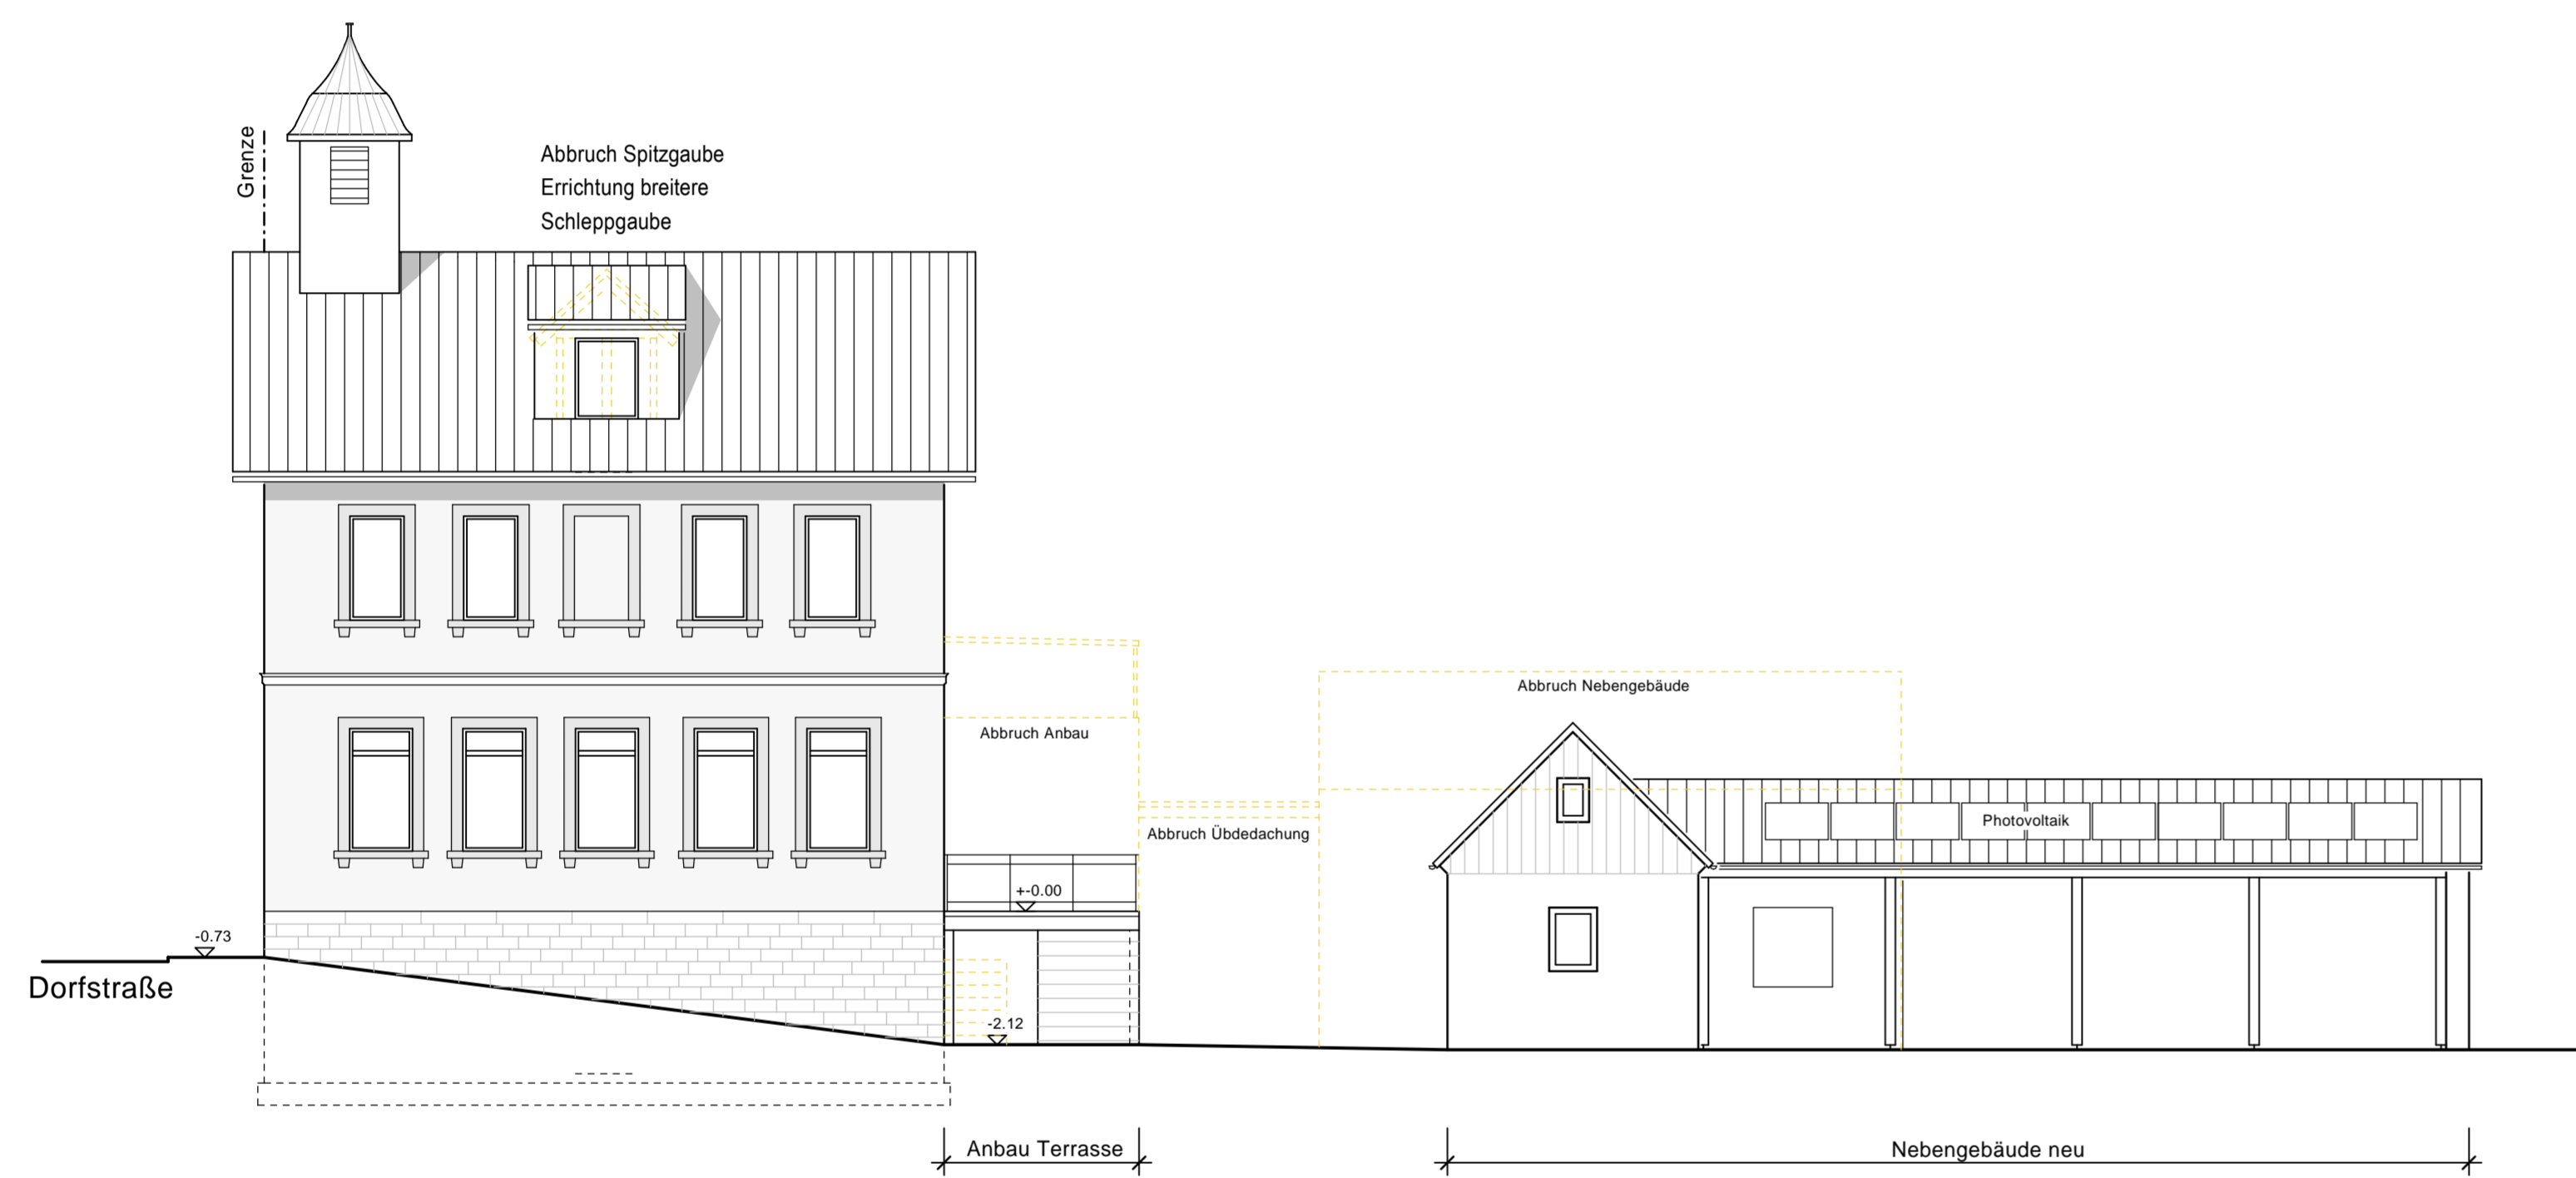 Grenze
Abbruch Spitzgaube
Errichtung breitere
Schleppgaube
Abbruch Nebengebäude
Abbruch Anbau
Abbruch Übdedachung
Photovoltaik
+-0.00
-0.73
Dorfstraße
-2.12
Anbau Terrasse
Nebengebäude neu